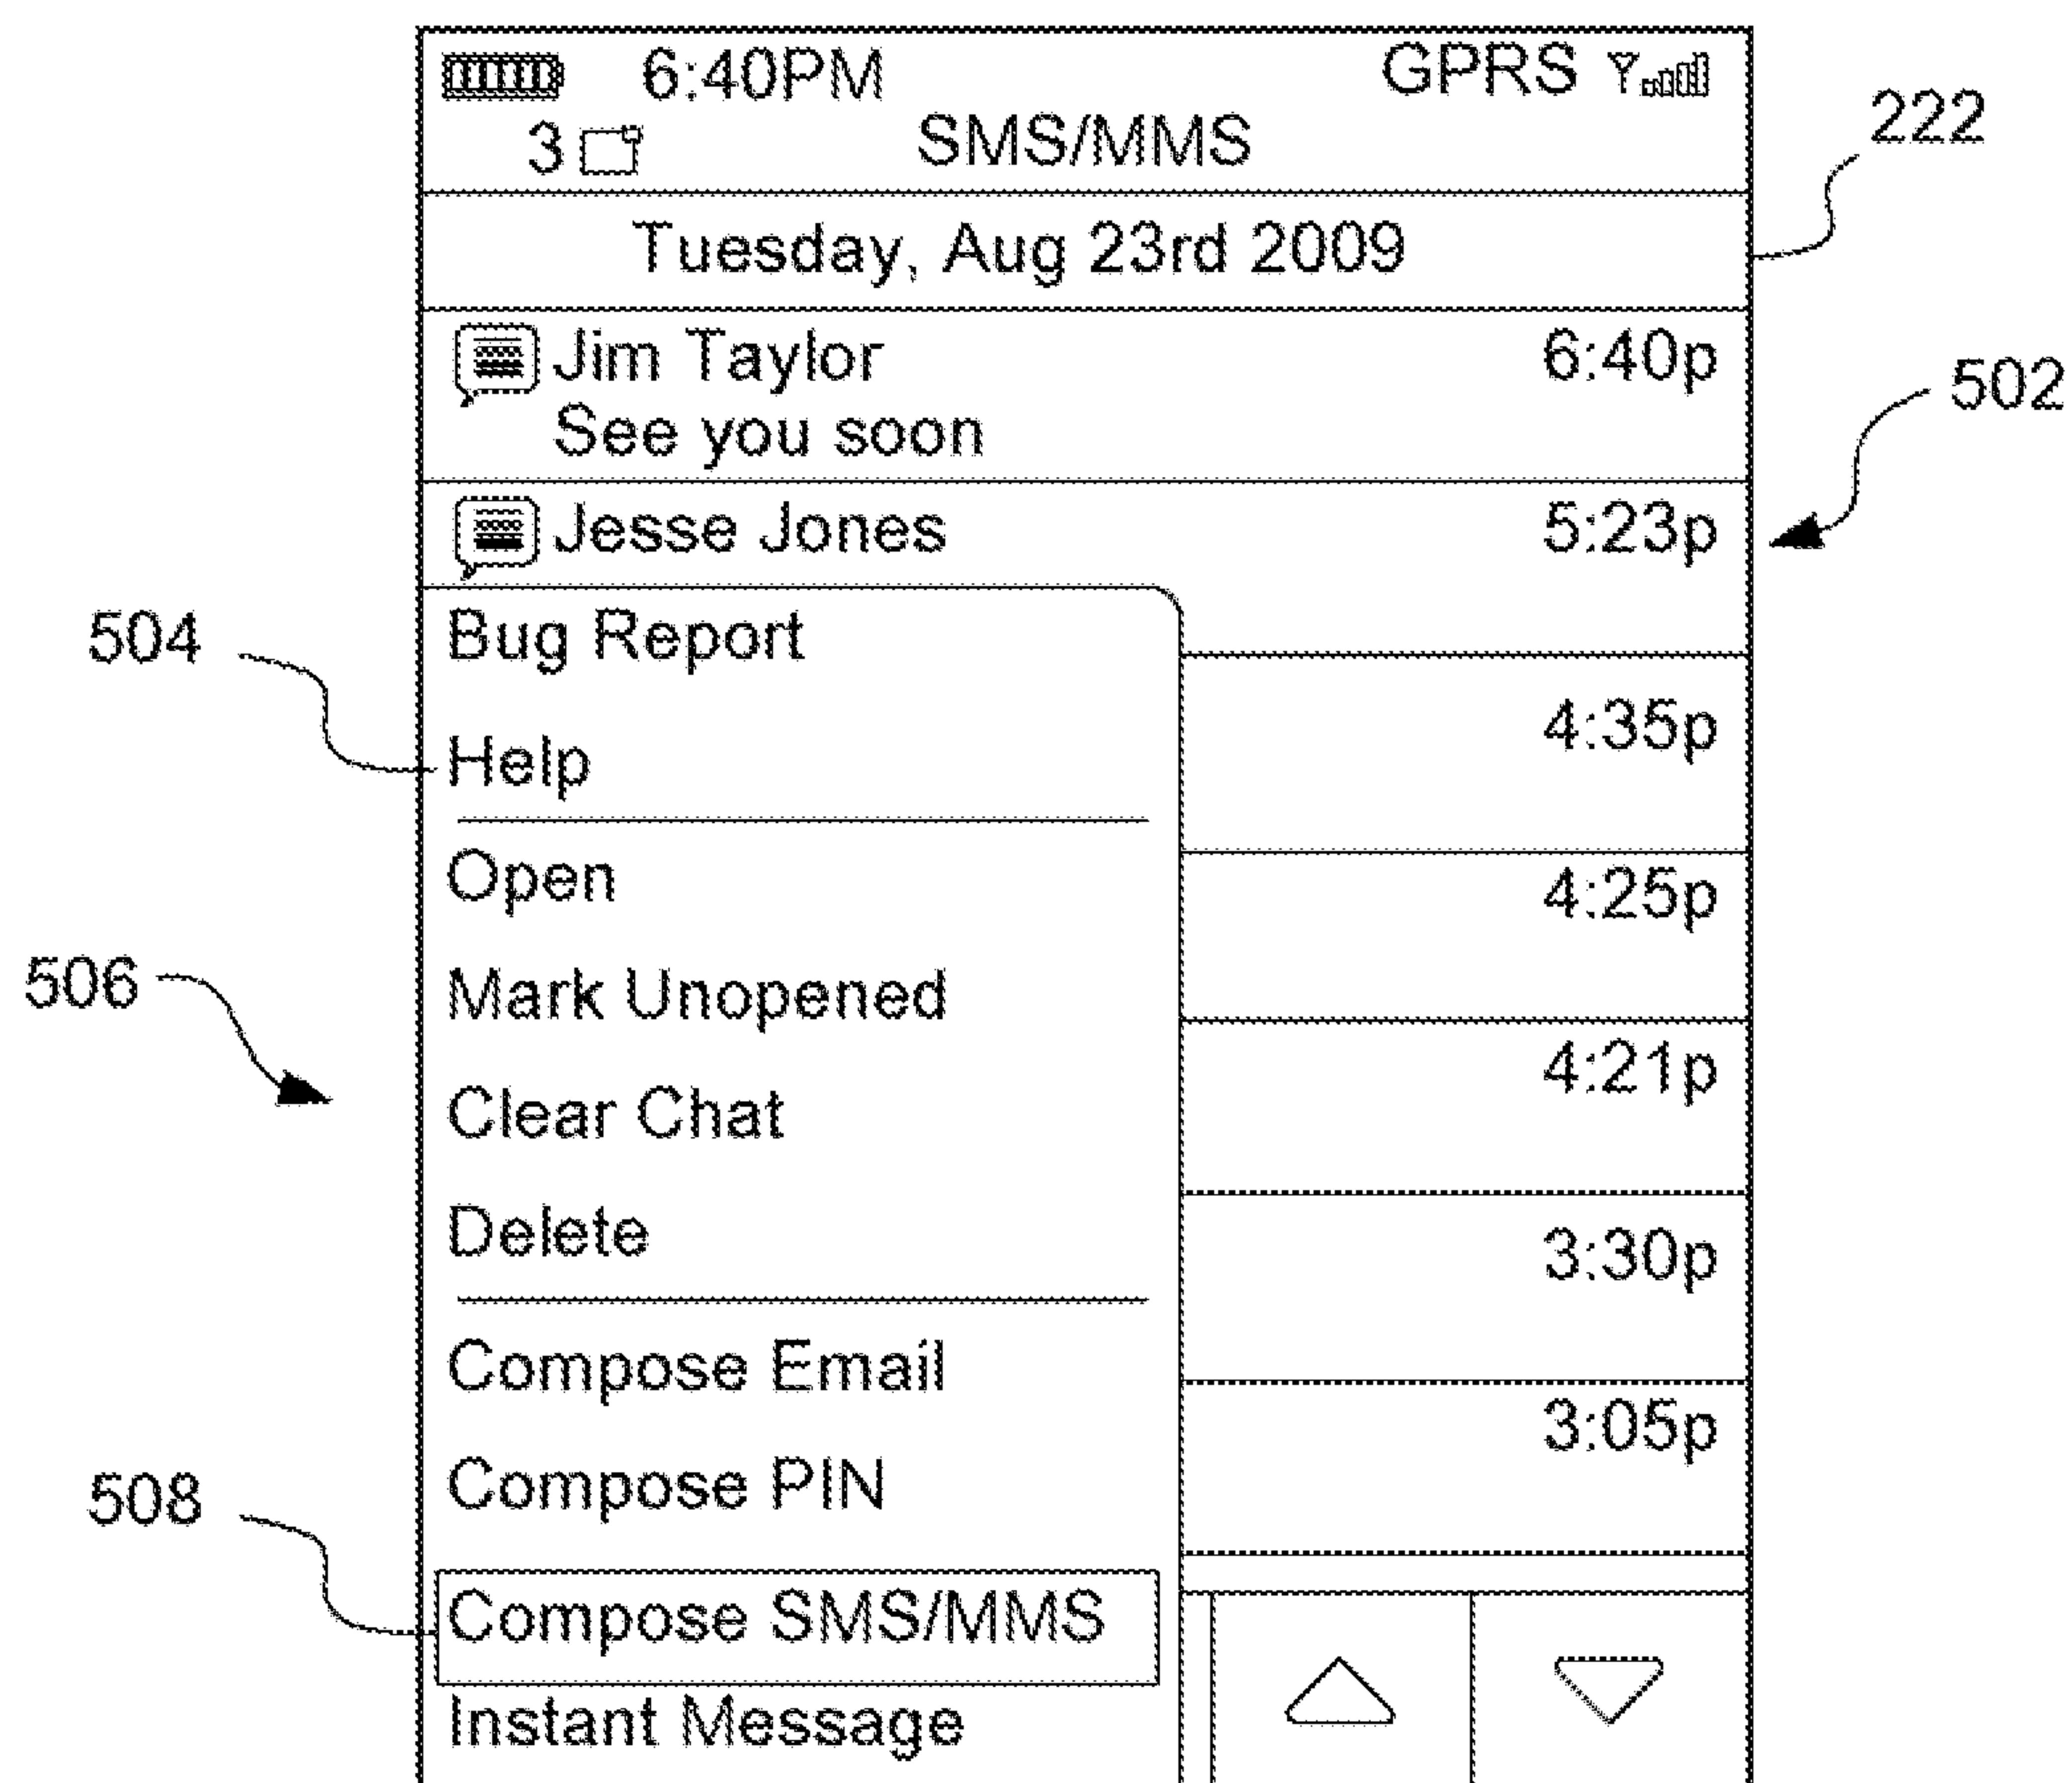 6:40PM GPRS
3 SMS/MMS
222
Tuesday, Aug 23rd 2009
Jim Taylor 6:40p
502
See you soon
Jesse Jones 5:23p
504
Bug Report
4:35p
Help
Open 4:25p
506
Mark Unopened
4:21p
Clear Chat
Delete
3:30p
Compose Email
3:05p
Compose PIN
508
Compose SMS/MMS
Instant Message